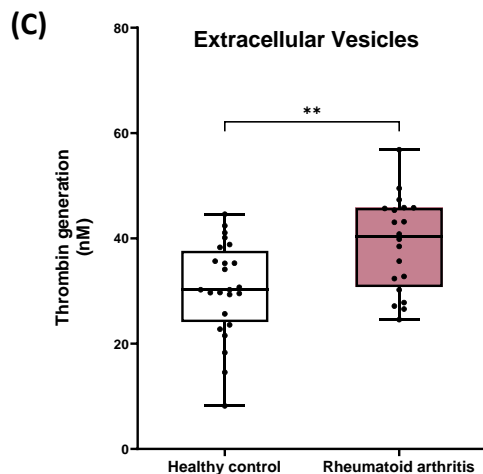 (C)
Extracellular Vesicles
80
60
40
20
0
**
Thrombin generation
(nM)
Healthy control
Rheumatoid arthritis